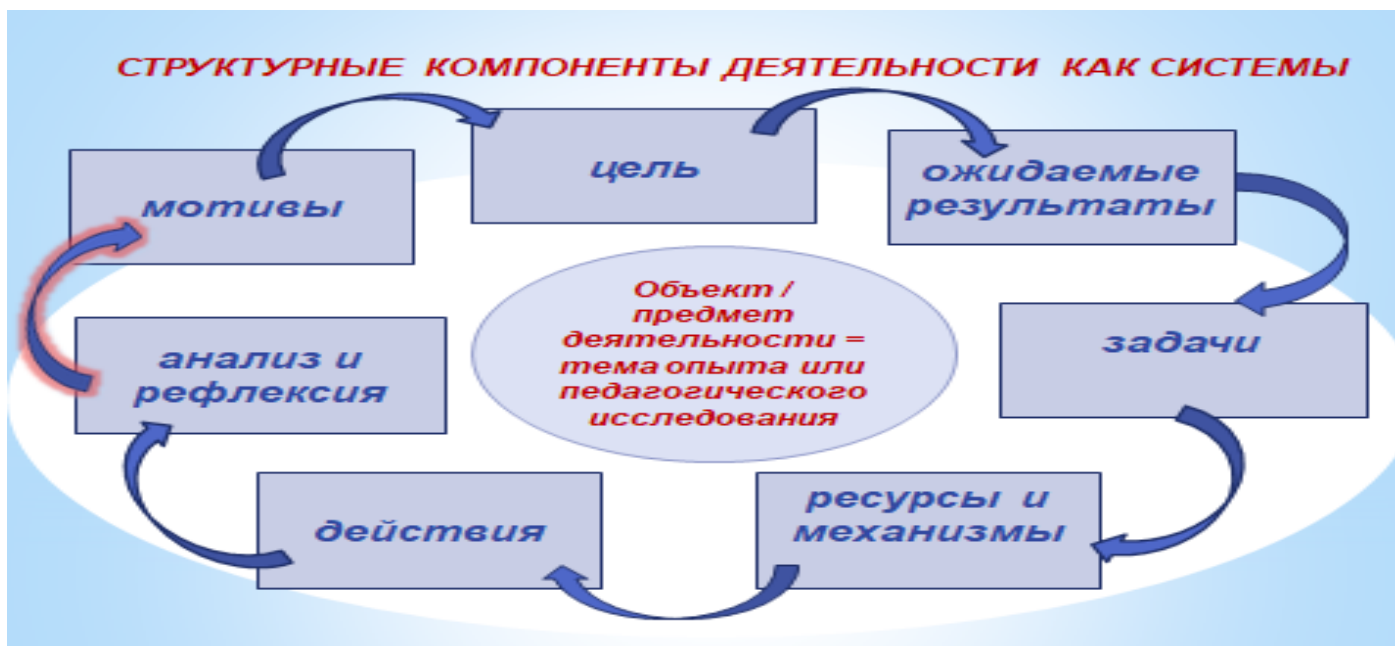 СТРУКТУРНЫЕ КОМПОНЕНТЫ ДЕЯТЕЛЬНОСТИ КАК СИСТЕМЫ
мотивы
цель
ожидаемые
результаты
задачи
ресурсы и
механизмы
действия
анализ и
рефлексия
Объект /
предмет
деятельности =
тема опыта или
педагогического
исследования